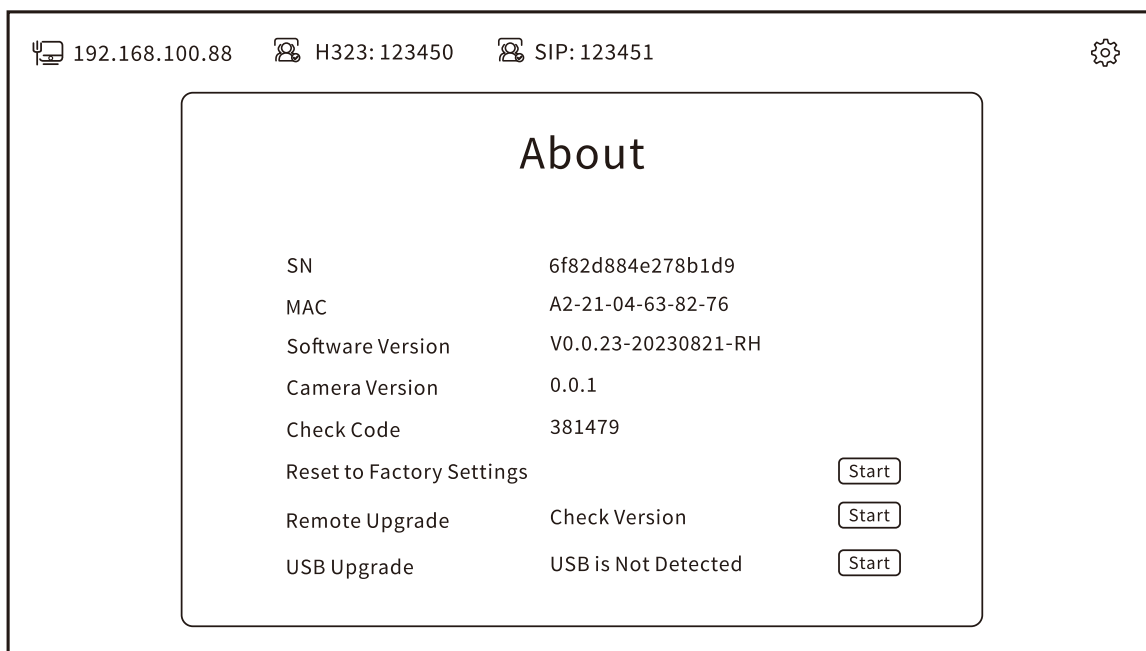 192.168.100.88 H323: 123450 SIP: 123451
About
SN 6f82d884e278b1d9
MAC A2-21-04-63-82-76
Software Version V0.0.23-20230821-RH
Camera Version 0.0.1
Check Code 381479
Reset to Factory Settings Start
Remote Upgrade Check Version Start
USB Upgrade USB is Not Detected Start